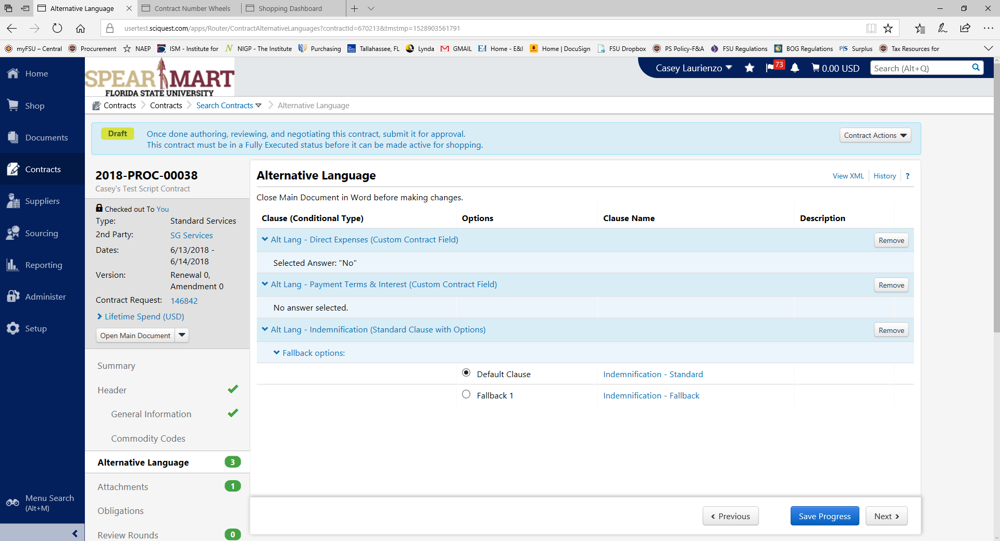 Alternative Language
Contract Number Wheels
Shopping Dashboard
usertest.sciquest.com/apps/Router/ContractAlternativeLanguages?contractId=670213&tmstmp=1528903561791
myFSU – Central
Procurement
NAEP
ISM - Institute for
NIGP - The Institute
Purchasing
Tallahassee, FL
Lynda
GMAIL
Home - E&I
Home | DocuSign
FSU Dropbox
PS Policy-F&A
FSU Regulations
BOG Regulations
P|S Surplus
Tax Resources for
Home
Shop
Documents
Contracts
Suppliers
Sourcing
Reporting
Administer
Setup
Menu Search
(Alt+M)
SPEAR MART
FLORIDA STATE UNIVERSITY
Casey Laurienzo
73
0.00 USD
Search (Alt+Q)
Contracts
Contracts
Search Contracts
Alternative Language
Draft
Once done authoring, reviewing, and negotiating this contract, submit it for approval.
This contract must be in a Fully Executed status before it can be made active for shopping.
Contract Actions
2018-PROC-00038
Casey's Test Script Contract
Checked out To You
Type: Standard Services
2nd Party: SG Services
Dates: 6/13/2018 -
6/14/2018
Version: Renewal 0,
Amendment 0
Contract Request: 146842
Lifetime Spend (USD)
Open Main Document
Summary
Header
General Information
Commodity Codes
Alternative Language 3
Attachments 1
Obligations
Review Rounds 0
Alternative Language
View XML
History
?
Close Main Document in Word before making changes.
Clause (Conditional Type) Options Clause Name Description
Alt Lang - Direct Expenses (Custom Contract Field) Remove
Selected Answer: "No"
Alt Lang - Payment Terms & Interest (Custom Contract Field) Remove
No answer selected.
Alt Lang - Indemnification (Standard Clause with Options) Remove
Fallback options:
Default Clause Indemnification - Standard
Fallback 1 Indemnification - Fallback
Previous
Save Progress
Next